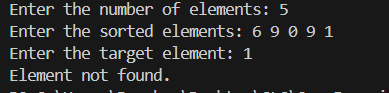 Enter the number of elements: 5
Enter the sorted elements: 6 9 0 9 1
Enter the target element: 1
Element not found.